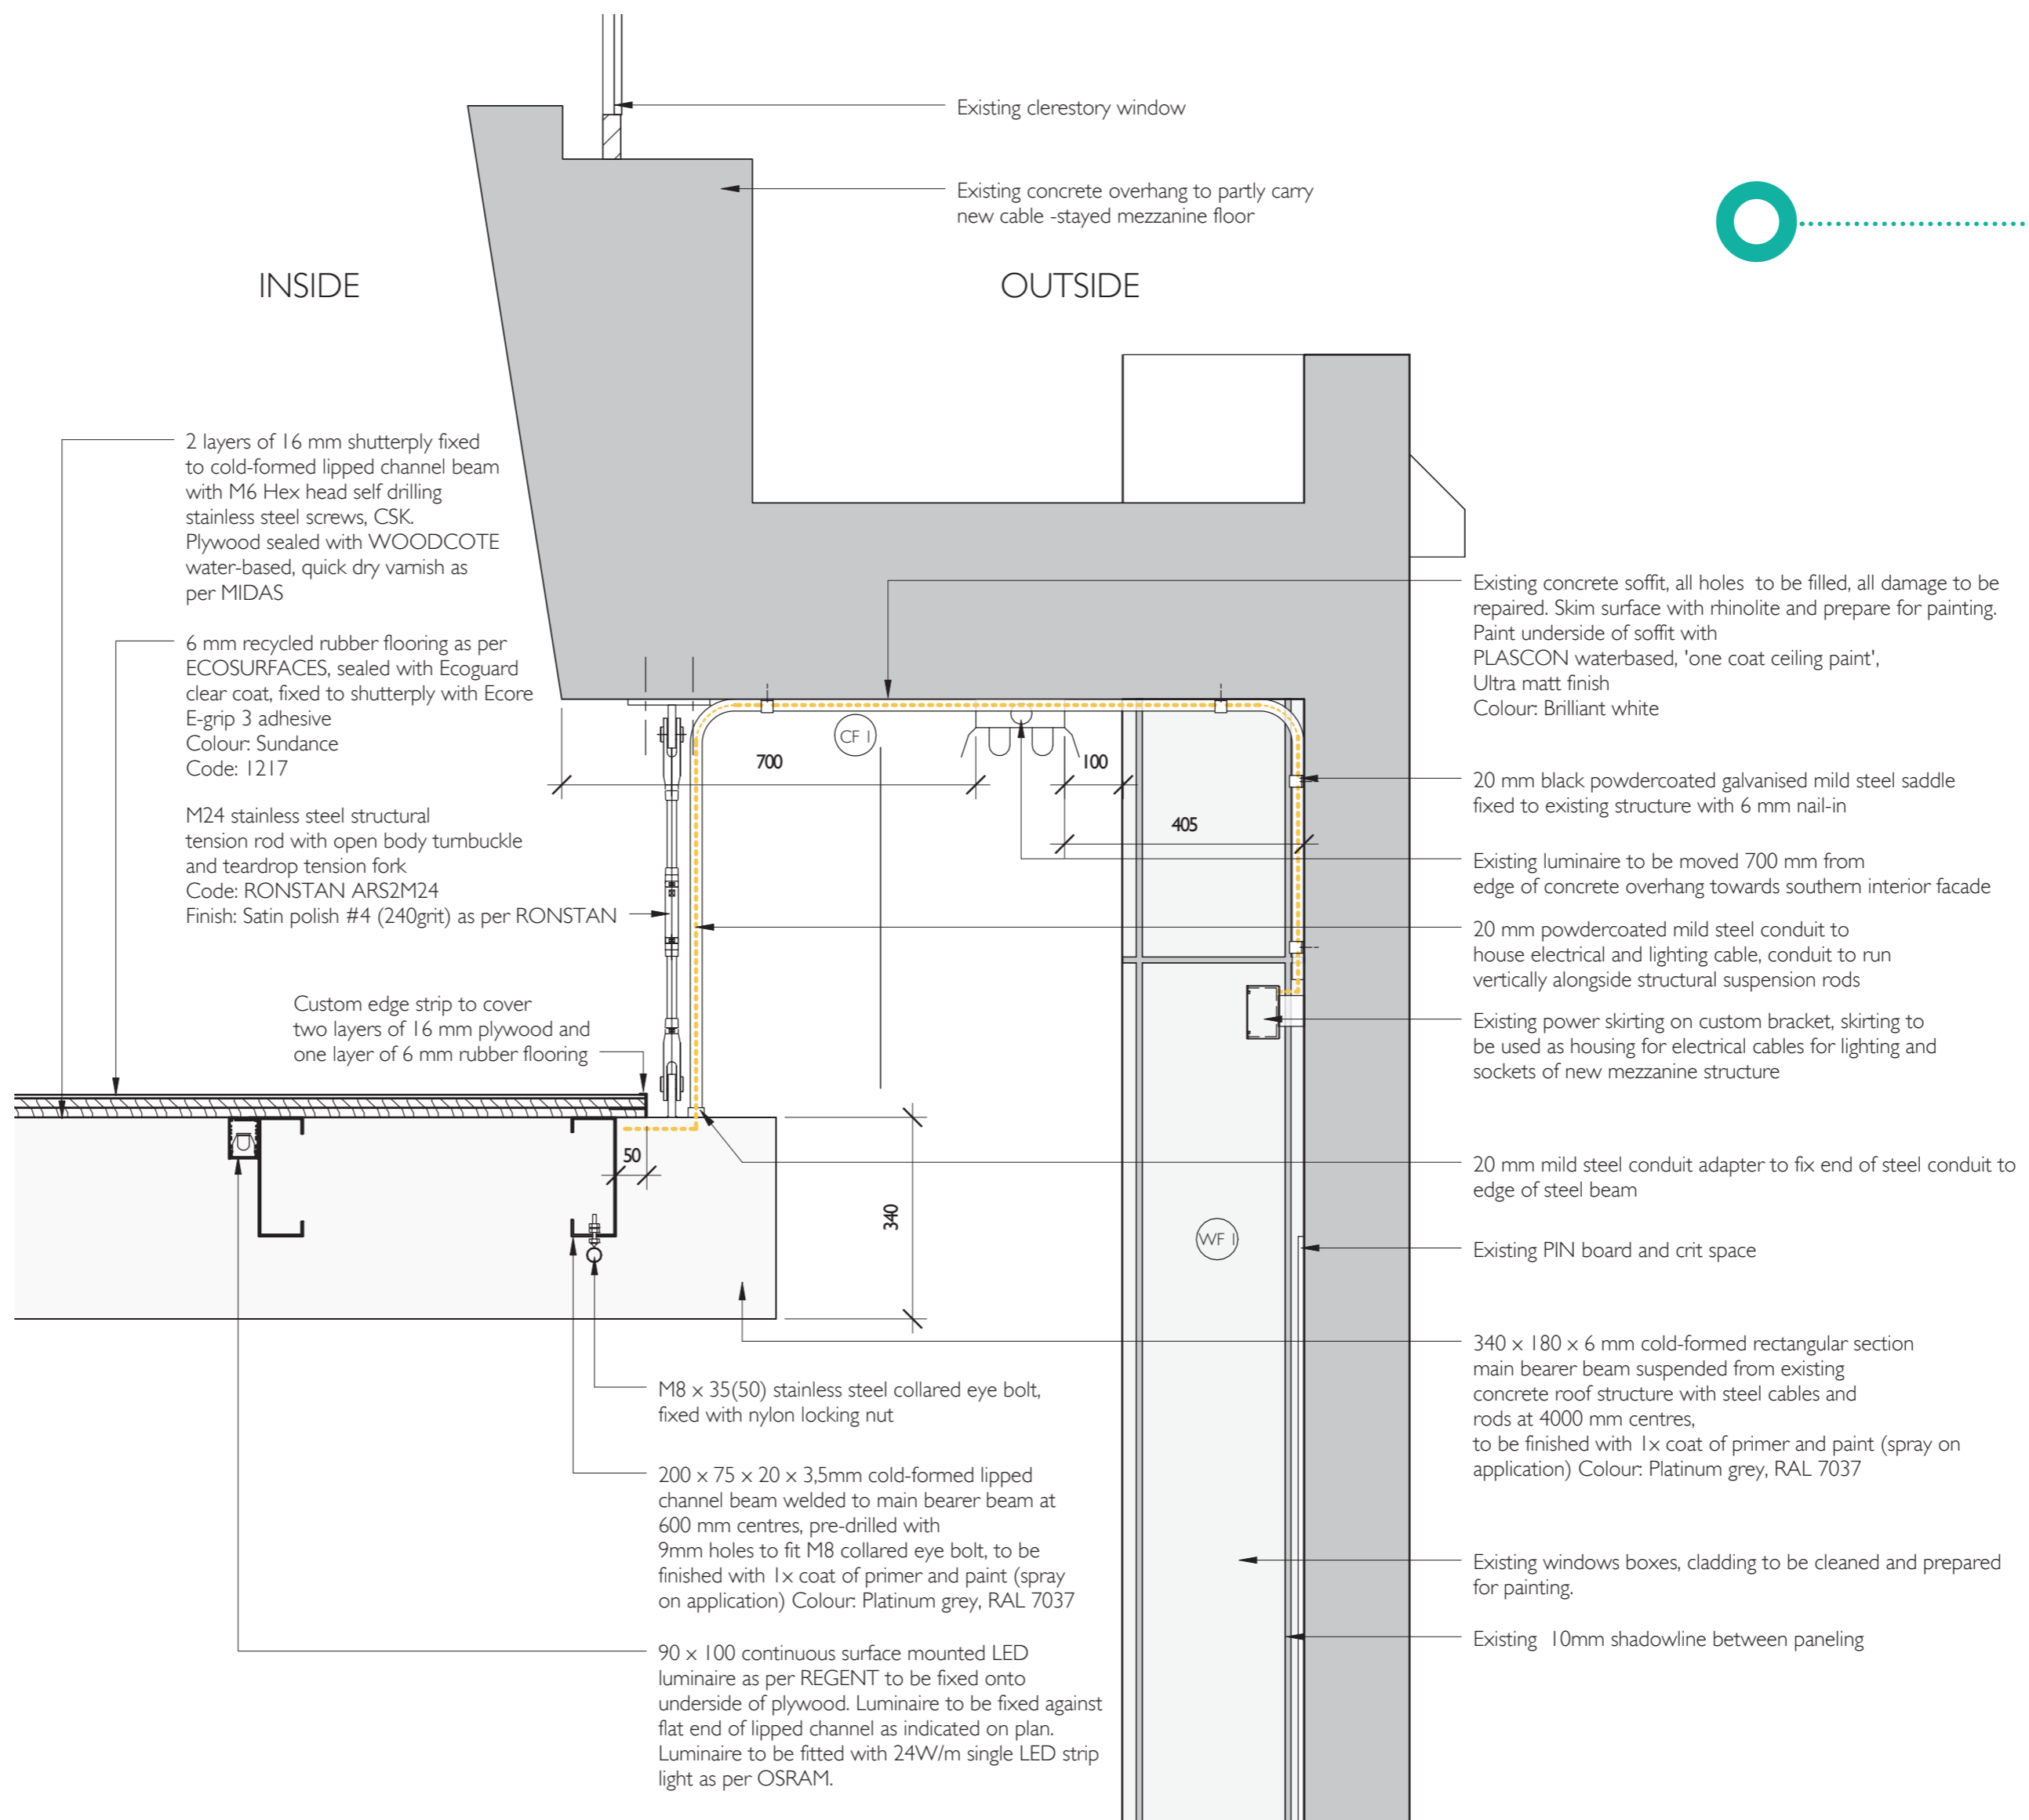 Existing clerestory window
Existing concrete overhang to partly carry
new cable -stayed mezzanine floor
INSIDE
OUTSIDE
2 layers of 16 mm shutterply fixed
to cold-formed lipped channel beam
with M6 Hex head self drilling
stainless steel screws, CSK.
Plywood sealed with WOODCOTE
water-based, quick dry varnish as
per MIDAS
6 mm recycled rubber flooring as per
ECOSURFACES, sealed with Ecoguard
clear coat, fixed to shutterply with Ecore
E-grip 3 adhesive
Colour: Sundance
Code: 1217
M24 stainless steel structural
tension rod with open body turnbuckle
and teardrop tension fork
Code: RONSTAN ARS2M24
Finish: Satin polish #4 (240grit) as per RONSTAN
Custom edge strip to cover
two layers of 16 mm plywood and
one layer of 6 mm rubber flooring
CF 1
700
100
405
50
340
WF 1
Existing concrete soffit, all holes to be filled, all damage to be
repaired. Skim surface with rhinolite and prepare for painting.
Paint underside of soffit with
PLASCON waterbased, 'one coat ceiling paint',
Ultra matt finish
Colour: Brilliant white
20 mm black powdercoated galvanised mild steel saddle
fixed to existing structure with 6 mm nail-in
Existing luminaire to be moved 700 mm from
edge of concrete overhang towards southern interior facade
20 mm powdercoated mild steel conduit to
house electrical and lighting cable, conduit to run
vertically alongside structural suspension rods
Existing power skirting on custom bracket, skirting to
be used as housing for electrical cables for lighting and
sockets of new mezzanine structure
20 mm mild steel conduit adapter to fix end of steel conduit to
edge of steel beam
Existing PIN board and crit space
340 x 180 x 6 mm cold-formed rectangular section
main bearer beam suspended from existing
concrete roof structure with steel cables and
rods at 4000 mm centres,
to be finished with 1x coat of primer and paint (spray on
application) Colour: Platinum grey, RAL 7037
Existing windows boxes, cladding to be cleaned and prepared
for painting.
Existing 10mm shadowline between paneling
M8 x 35(50) stainless steel collared eye bolt,
fixed with nylon locking nut
200 x 75 x 20 x 3,5mm cold-formed lipped
channel beam welded to main bearer beam at
600 mm centres, pre-drilled with
9mm holes to fit M8 collared eye bolt, to be
finished with 1x coat of primer and paint (spray
on application) Colour: Platinum grey, RAL 7037
90 x 100 continuous surface mounted LED
luminaire as per REGENT to be fixed onto
underside of plywood. Luminaire to be fixed against
flat end of lipped channel as indicated on plan.
Luminaire to be fitted with 24W/m single LED strip
light as per OSRAM.